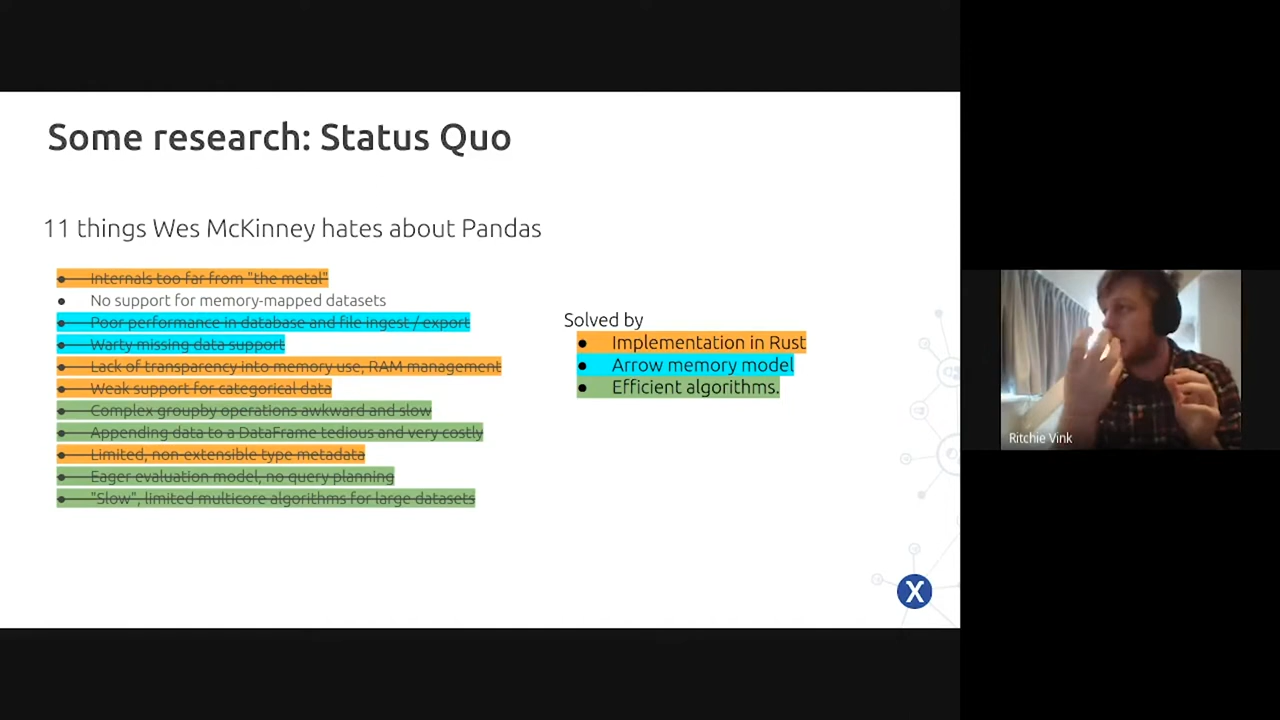 Some research: Status Quo
11 things Wes McKinney hates about Pandas
● Internals too far from "the metal"
● No support for memory-mapped datasets
● Poor performance in database and file ingest / export
● Warty missing data support
● Lack of transparency into memory use, RAM management
● Weak support for categorical data
● Complex groupby operations awkward and slow
● Appending data to a DataFrame tedious and very costly
● Limited, non-extensible type metadata
● Eager evaluation model, no query planning
● "Slow", limited multicore algorithms for large datasets
Solved by
● Implementation in Rust
● Arrow memory model
● Efficient algorithms.
X
Ritchie Vink